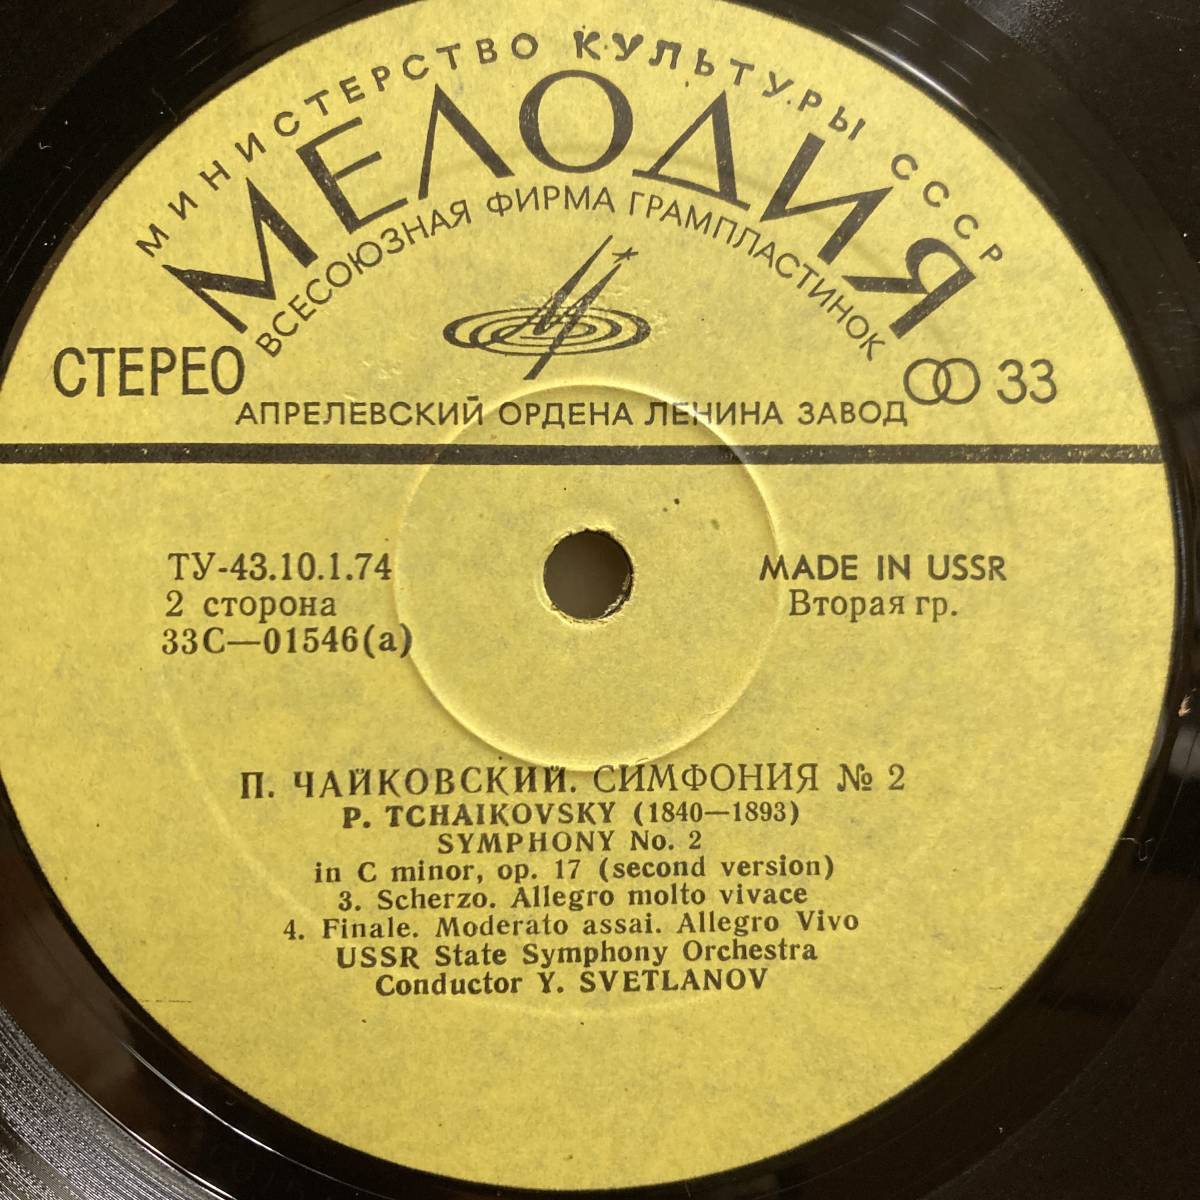 МИНИСТЕРСТВО КУЛЬТУРЫ СССР
МЕЛОДИЯ
ВСЕСОЮЗНАЯ ФИРМА ГРАМПЛАСТИНОК
СТЕРЕО
33
АПРЕЛЕВСКИЙ ОРДЕНА ЛЕНИНА ЗАВОД
ТУ-43.10.1.74
2 сторона
33С—01546(а)
MADE IN USSR
Вторая гр.
П. ЧАЙКОВСКИЙ. СИМФОНИЯ № 2
P. TCHAIKOVSKY (1840—1893)
SYMPHONY No. 2
in C minor, op. 17 (second version)
3. Scherzo. Allegro molto vivace
4. Finale. Moderato assai. Allegro Vivo
USSR State Symphony Orchestra
Conductor Y. SVETLANOV